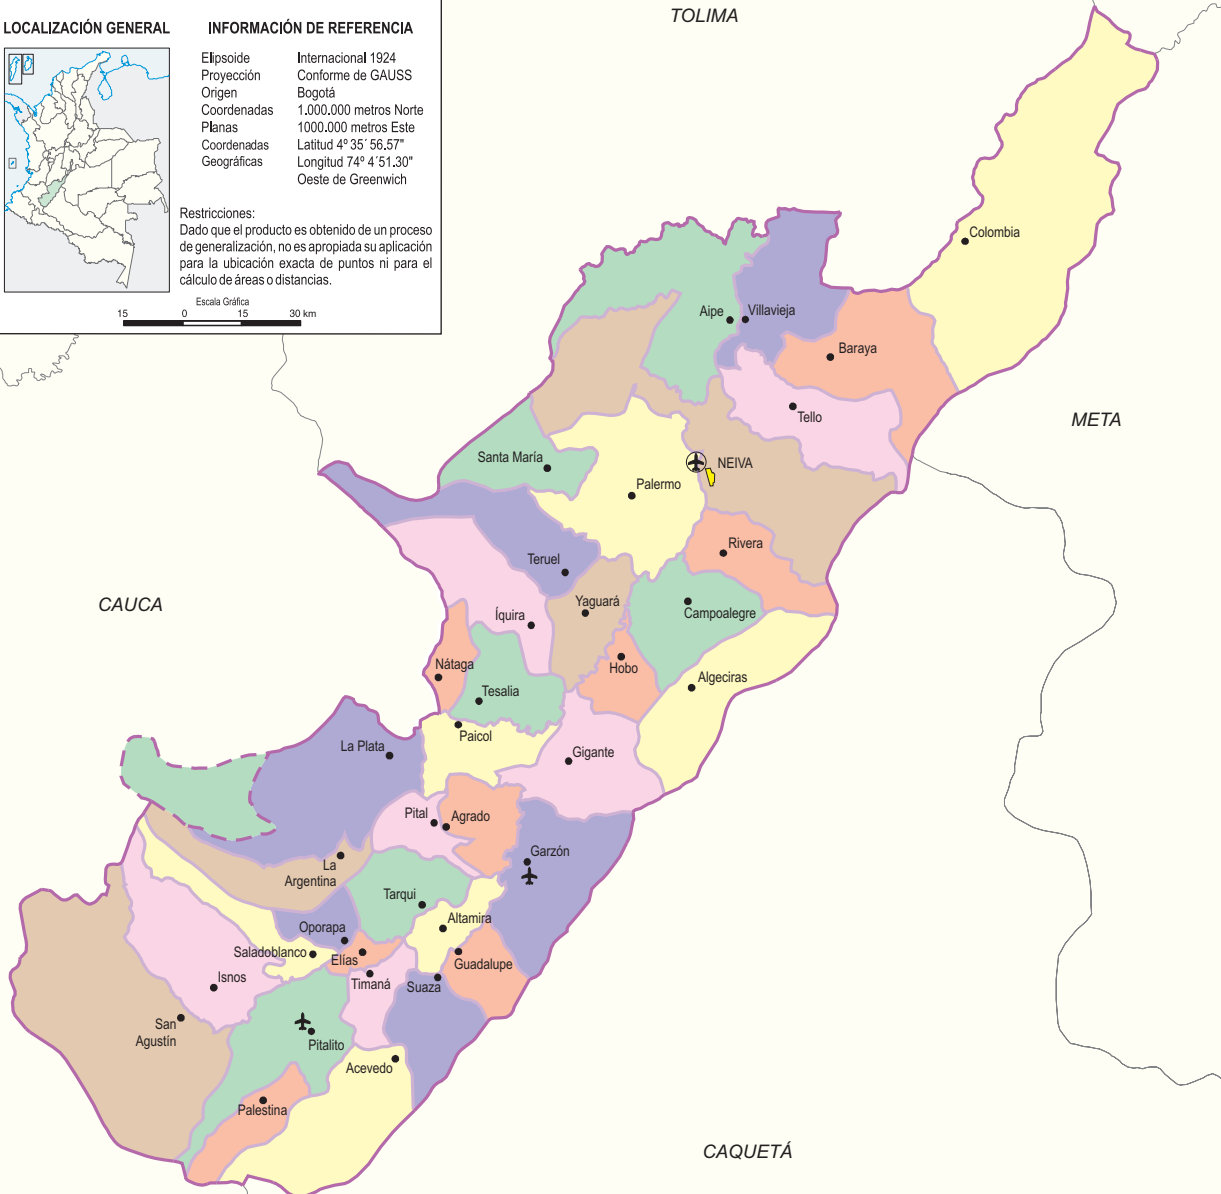 LOCALIZACIÓN GENERAL
INFORMACIÓN DE REFERENCIA
Elipsoide Internacional 1924
Proyección Conforme de GAUSS
Origen Bogotá
Coordenadas 1.000.000 metros Norte
Planas 1000.000 metros Este
Coordenadas Latitud 4º 35´56.57"
Geográficas Longitud 74º 4´51.30"
Oeste de Greenwich
Restricciones:
Dado que el producto es obtenido de un proceso
de generalización, no es apropiada su aplicación
para la ubicación exacta de puntos ni para el
cálculo de áreas o distancias.
Escala Gráfica
15 0 15 30 km
TOLIMA
Colombia
Aipe
Villavieja
Baraya
Tello
META
Santa María
NEIVA
Palermo
Rivera
Teruel
CAUCA
Yaguará
Campoalegre
Íquira
Nátaga
Hobo
Algeciras
Tesalia
Paicol
La Plata
Gigante
Pital
Agrado
Garzón
La
Argentina
Tarqui
Altamira
Oporapa
Saladoblanco
Elías
Guadalupe
Isnos
Timaná
Suaza
San
Agustín
Pitalito
Acevedo
Palestina
CAQUETÁ